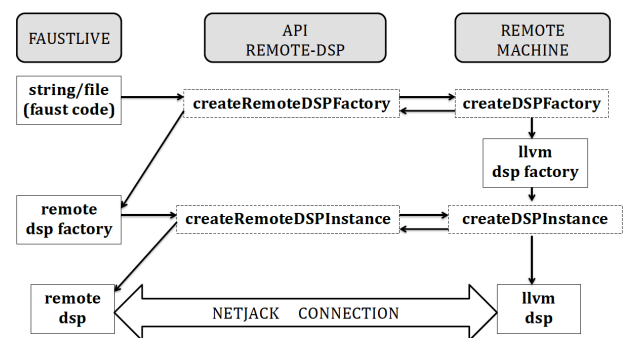 FAUSTLIVE
API
REMOTE-DSP
REMOTE
MACHINE
string/file
(faust code)
createRemoteDSPFactory
createDSPFactory
llvm
dsp factory
remote
dsp factory
createRemoteDSPInstance
createDSPInstance
remote
dsp
NETJACK CONNECTION
llvm
dsp